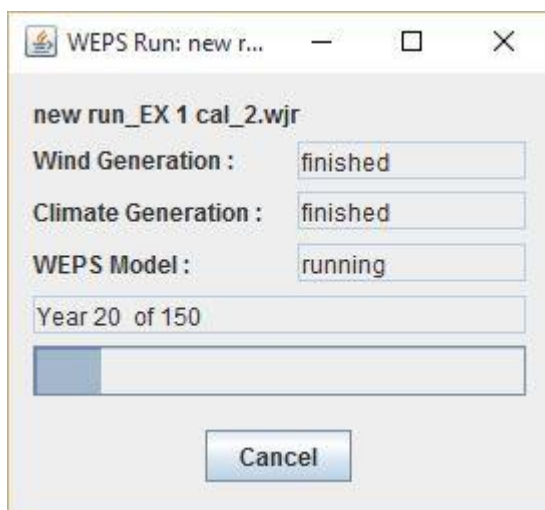 WEPS Run: new r...
new run_EX 1 cal_2.wjr
Wind Generation : finished
Climate Generation : finished
WEPS Model : running
Year 20 of 150
Cancel